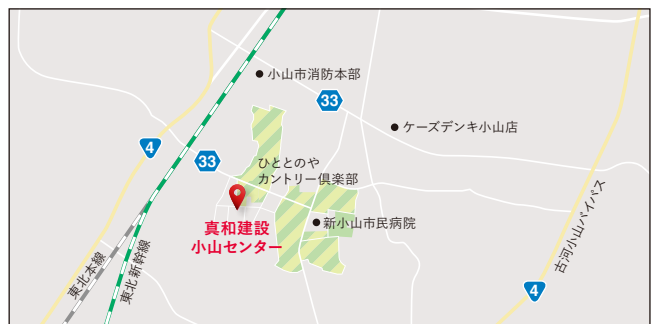 小山市消防本部
33
ケーズデンキ小山店
4
33
ひととのや
カントリー倶楽部
真和建設
小山センター
新小山市民病院
東北本線
東北新幹線
古河小山バイパス
4